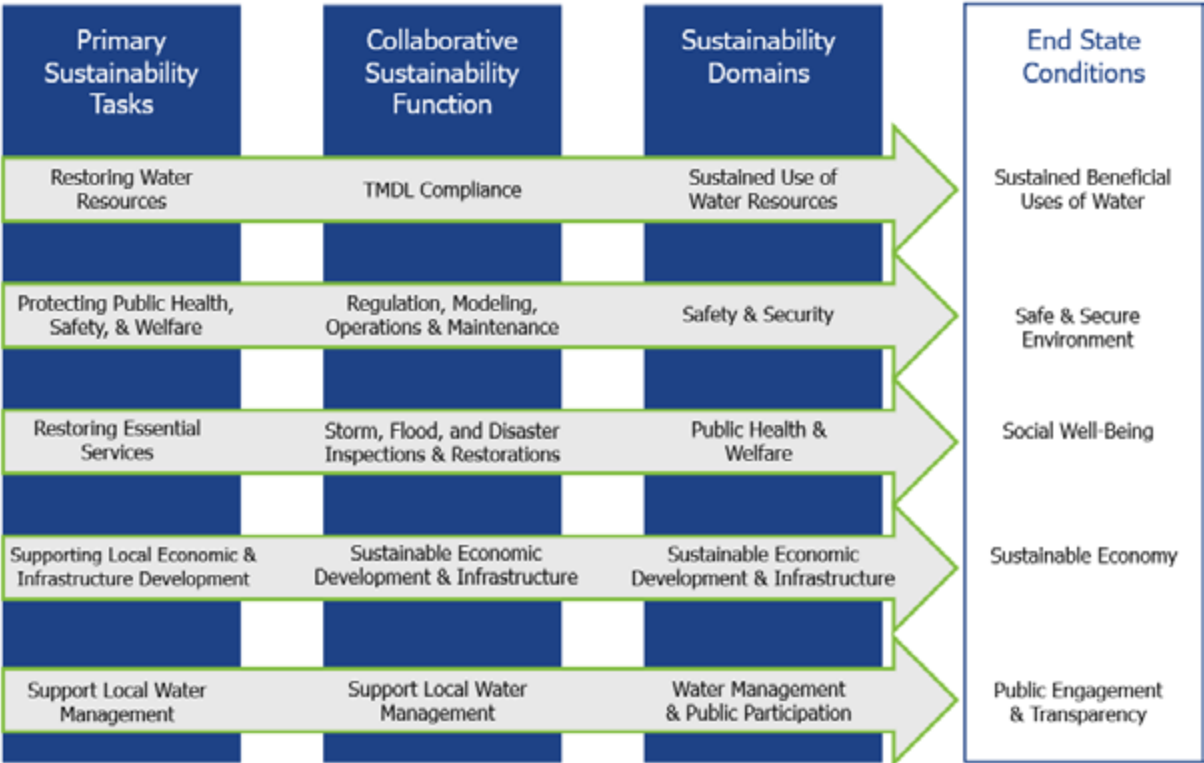 Primary
Sustainability
Tasks
Collaborative
Sustainability
Function
Sustainability
Domains
End State
Conditions
Restoring Water
Resources
TMDL Compliance
Sustained Use of
Water Resources
Sustained Beneficial
Uses of Water
Protecting Public Health,
Safety, & Welfare
Regulation, Modeling,
Operations & Maintenance
Safety & Security
Safe & Secure
Environment
Restoring Essential
Services
Storm, Flood, and Disaster
Inspections & Restorations
Public Health &
Welfare
Social Well-Being
Supporting Local Economic &
Infrastructure Development
Sustainable Economic
Development & Infrastructure
Sustainable Economic
Development & Infrastructure
Sustainable Economy
Support Local Water
Management
Support Local Water
Management
Water Management
& Public Participation
Public Engagement
& Transparency